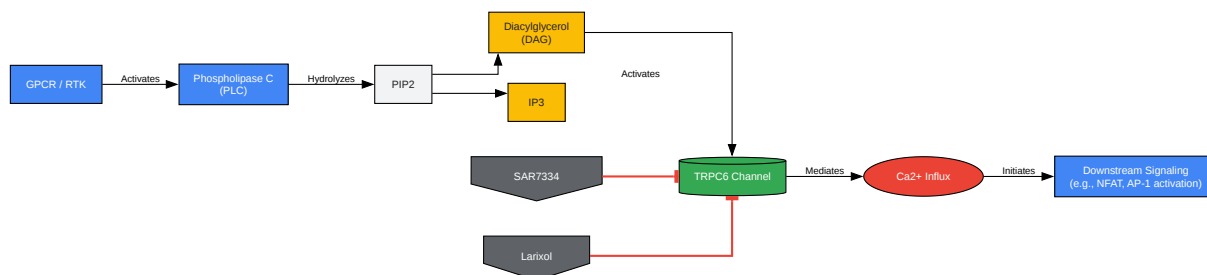 GPCR / RTK
Activates
Phospholipase C
(PLC)
Hydrolyzes
PIP2
Diacylglycerol
(DAG)
IP3
Activates
SAR7334
Larixol
TRPC6 Channel
Mediates
Ca2+ Influx
Initiates
Downstream Signaling
(e.g., NFAT, AP-1 activation)